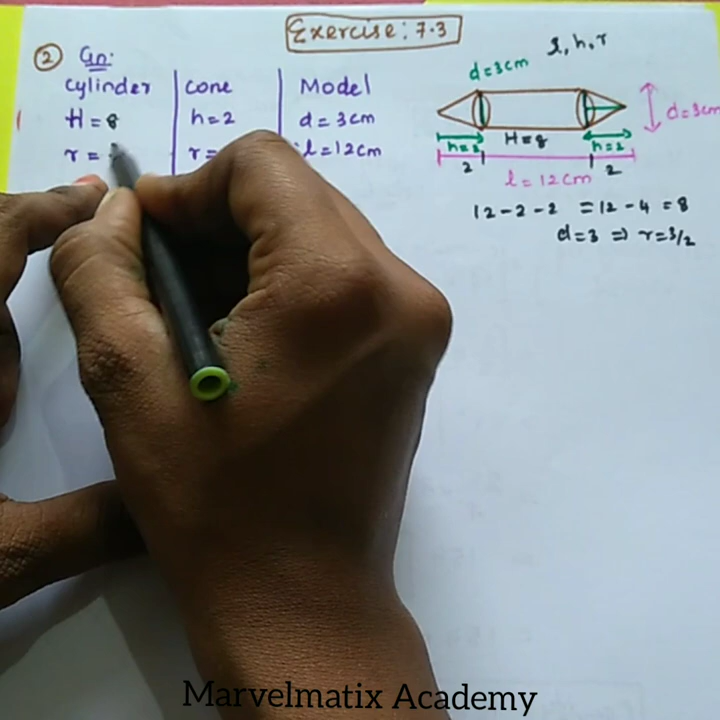 Exercise: 7.3
② Gn:
Cylinder Cone Model
H = 8 h = 2 d = 3cm
r = r = l = 12cm
l, h, r
d = 3cm
d = 3cm
H = 8
h = 2 h = 2
2 2
l = 12cm
12 - 2 - 2 = 12 - 4 = 8
d = 3 ⇒ r = 3/2
Marvelmatix Academy